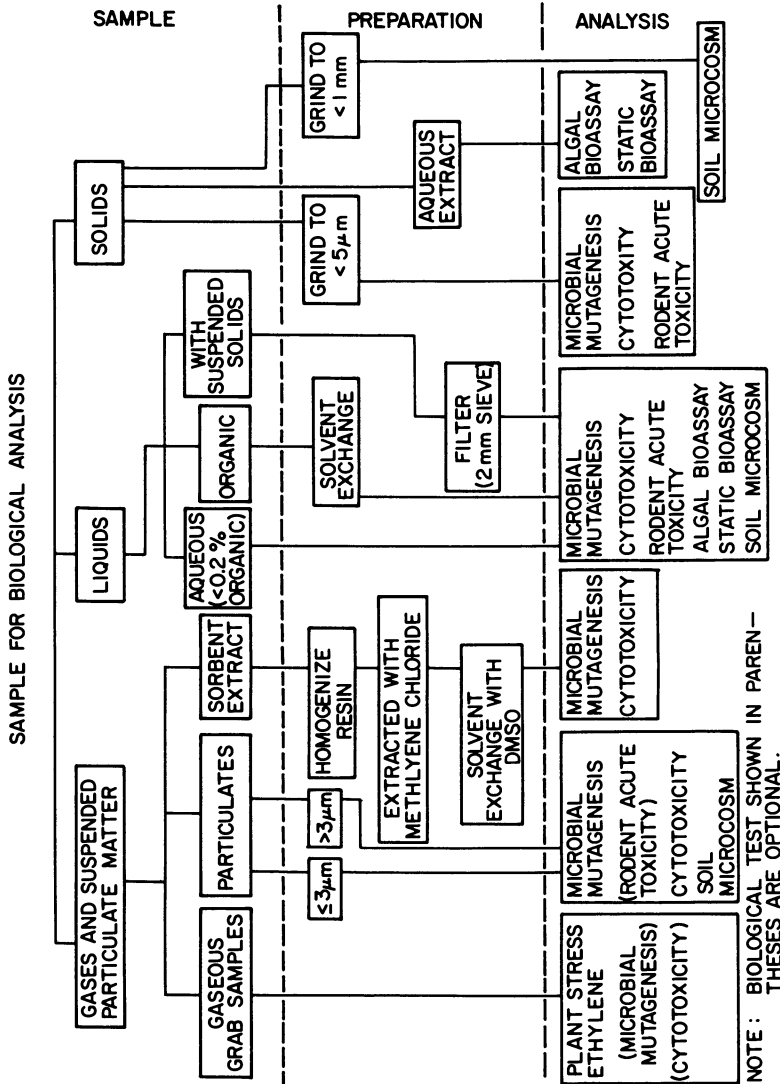 SAMPLE FOR BIOLOGICAL ANALYSIS
SAMPLE
GASES AND SUSPENDED
PARTICULATE MATTER
LIQUIDS
SOLIDS
GASEOUS
GRAB SAMPLES
PARTICULATES
SORBENT
EXTRACT
AQUEOUS
(<0.2 %
ORGANIC)
ORGANIC
WITH
SUSPENDED
SOLIDS
PREPARATION
≤3μm
>3μm
HOMOGENIZE
RESIN
EXTRACTED WITH
METHLYENE CHLORIDE
SOLVENT
EXCHANGE WITH
DMSO
SOLVENT
EXCHANGE
FILTER
(2 mm SIEVE)
GRIND TO
<5μm
AQUEOUS
EXTRACT
GRIND TO
<1 mm
ANALYSIS
PLANT STRESS
ETHYLENE
(MICROBIAL
MUTAGENESIS)
(CYTOTOXICITY)
MICROBIAL
MUTAGENESIS
(RODENT ACUTE
TOXICITY)
CYTOTOXICITY
SOIL
MICROCOSM
MICROBIAL
MUTAGENESIS
CYTOTOXICITY
MICROBIAL
MUTAGENESIS
CYTOTOXICITY
RODENT ACUTE
TOXICITY
ALGAL BIOASSAY
STATIC BIOASSAY
SOIL MICROCOSM
MICROBIAL
MUTAGENESIS
CYTOTOXITY
RODENT ACUTE
TOXICITY
ALGAL
BIOASSAY
STATIC
BIOASSAY
SOIL MICROCOSM
NOTE : BIOLOGICAL TEST SHOWN IN PAREN—
THESES ARE OPTIONAL.